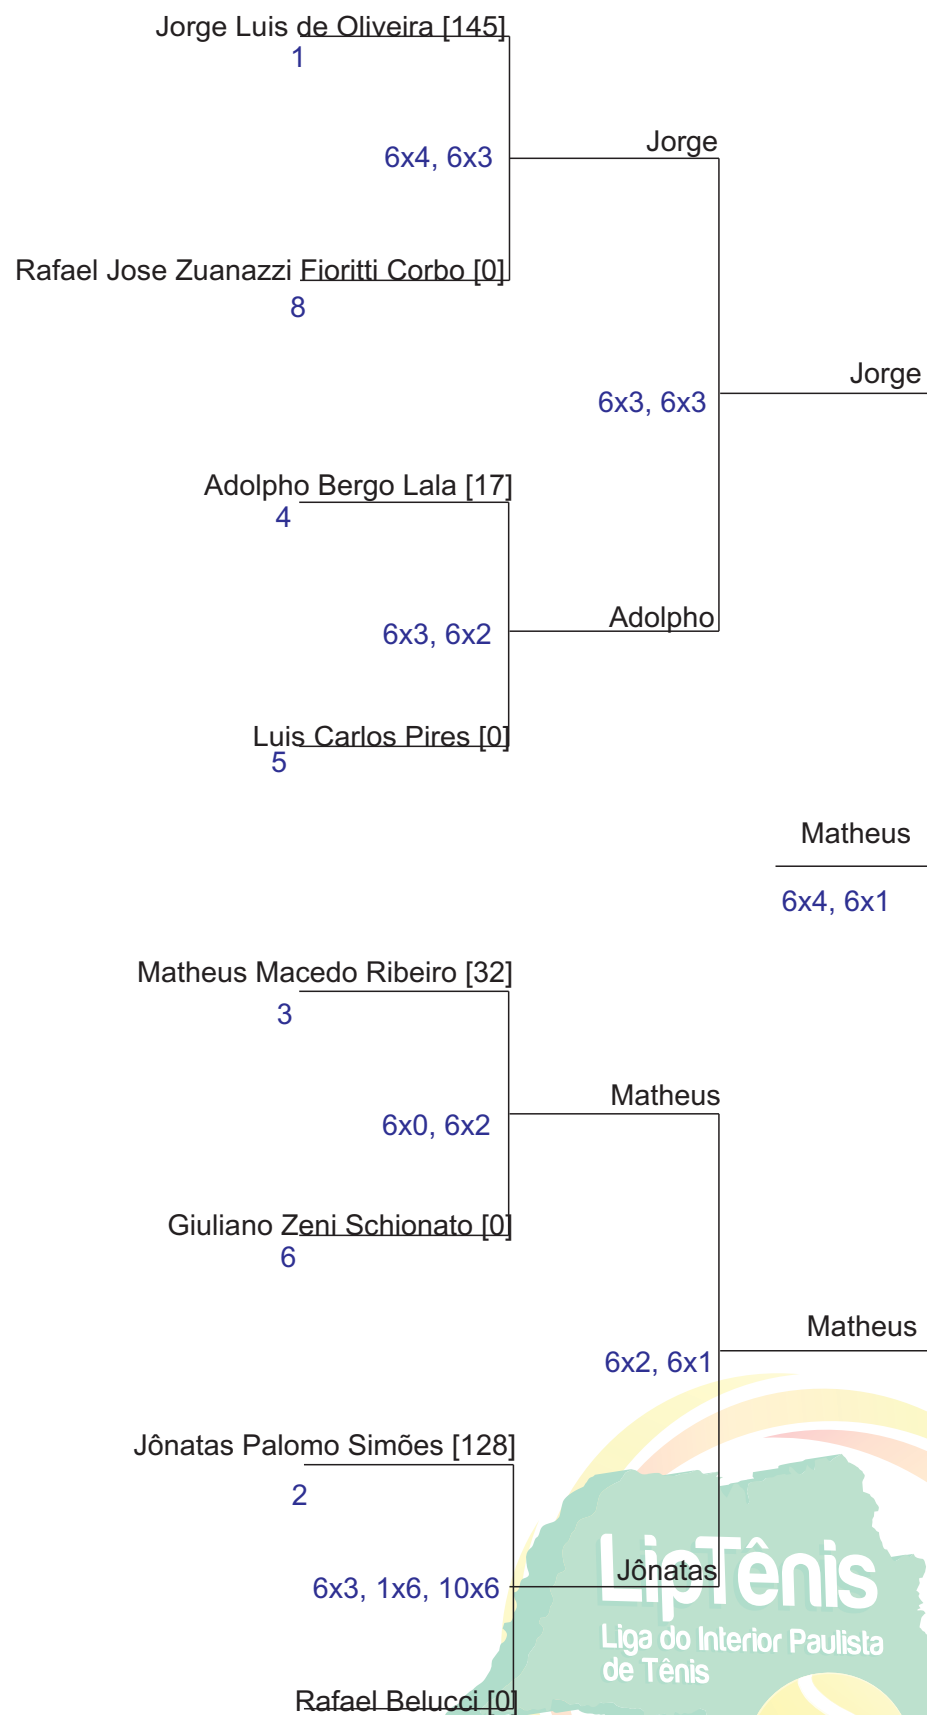 Jorge Luis de Oliveira [145]
1
6x4, 6x3
Jorge
Rafael Jose Zuanazzi Fioritti Corbo [0]
8
6x3, 6x3
Jorge
Adolpho Bergo Lala [17]
4
6x3, 6x2
Adolpho
Luis Carlos Pires [0]
5
Matheus
6x4, 6x1
Matheus Macedo Ribeiro [32]
3
6x0, 6x2
Matheus
Giuliano Zeni Schionato [0]
6
6x2, 6x1
Matheus
Jônatas Palomo Simões [128]
2
6x3, 1x6, 10x6
Jônatas
LipTênis
Liga do Interior Paulista
de Tênis
Rafael Belucci [0]